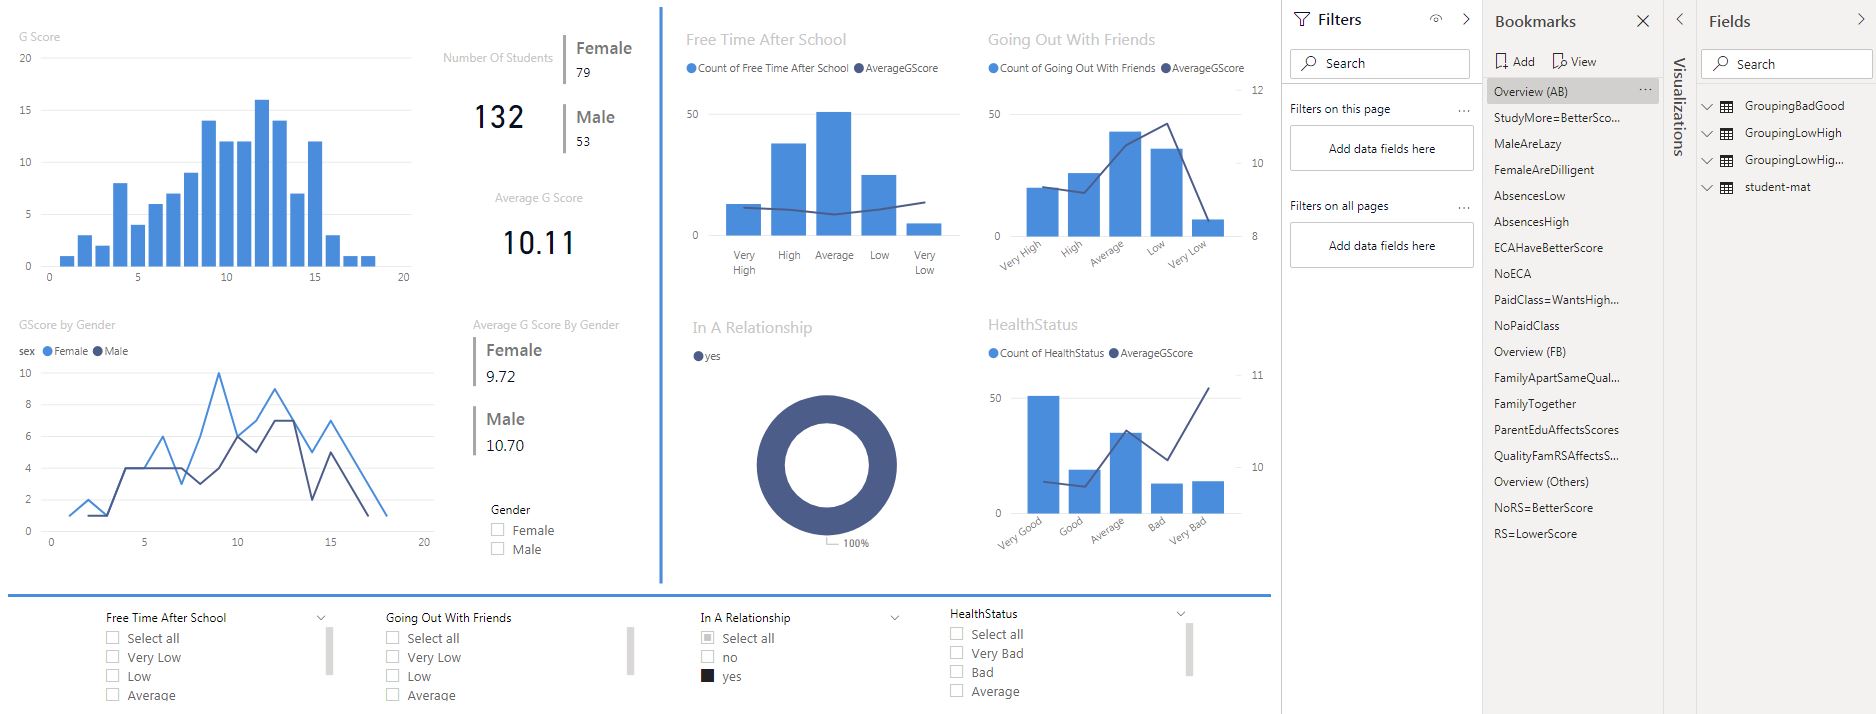 G Score
20
15
10
5
0
0 5 10 15 20
Number Of Students
132
Female
79
Male
53
Average G Score
10.11
GScore by Gender
sex Female Male
10
8
6
4
2
0
0 5 10 15 20
Average G Score By Gender
Female
9.72
Male
10.70
Gender
Female
Male
Free Time After School
Count of Free Time After School AverageGScore
50
0
Very High High Average Low Very Low
Going Out With Friends
Count of Going Out With Friends AverageGScore
12
50
10
0
8
Very High High Average Low Very Low
In A Relationship
yes
100%
HealthStatus
Count of HealthStatus AverageGScore
11
50
10
0
Very Good Good Average Bad Very Bad
Free Time After School
Select all
Very Low
Low
Average
Going Out With Friends
Select all
Very Low
Low
Average
In A Relationship
Select all
no
yes
HealthStatus
Select all
Very Bad
Bad
Average
Filters
Search
Filters on this page ...
Add data fields here
Filters on all pages ...
Add data fields here
Bookmarks
Add View
Overview (AB) ...
StudyMore=BetterSco...
MaleAreLazy
FemaleAreDilligent
AbsencesLow
AbsencesHigh
ECAHaveBetterScore
NoECA
PaidClass=WantsHigh...
NoPaidClass
Overview (FB)
FamilyApartSameQual...
FamilyTogether
ParentEduAffectsScores
QualityFamRSAffectsS...
Overview (Others)
NoRS=BetterScore
RS=LowerScore
Visualizations
Fields
Search
GroupingBadGood
GroupingLowHigh
GroupingLowHig...
student-mat